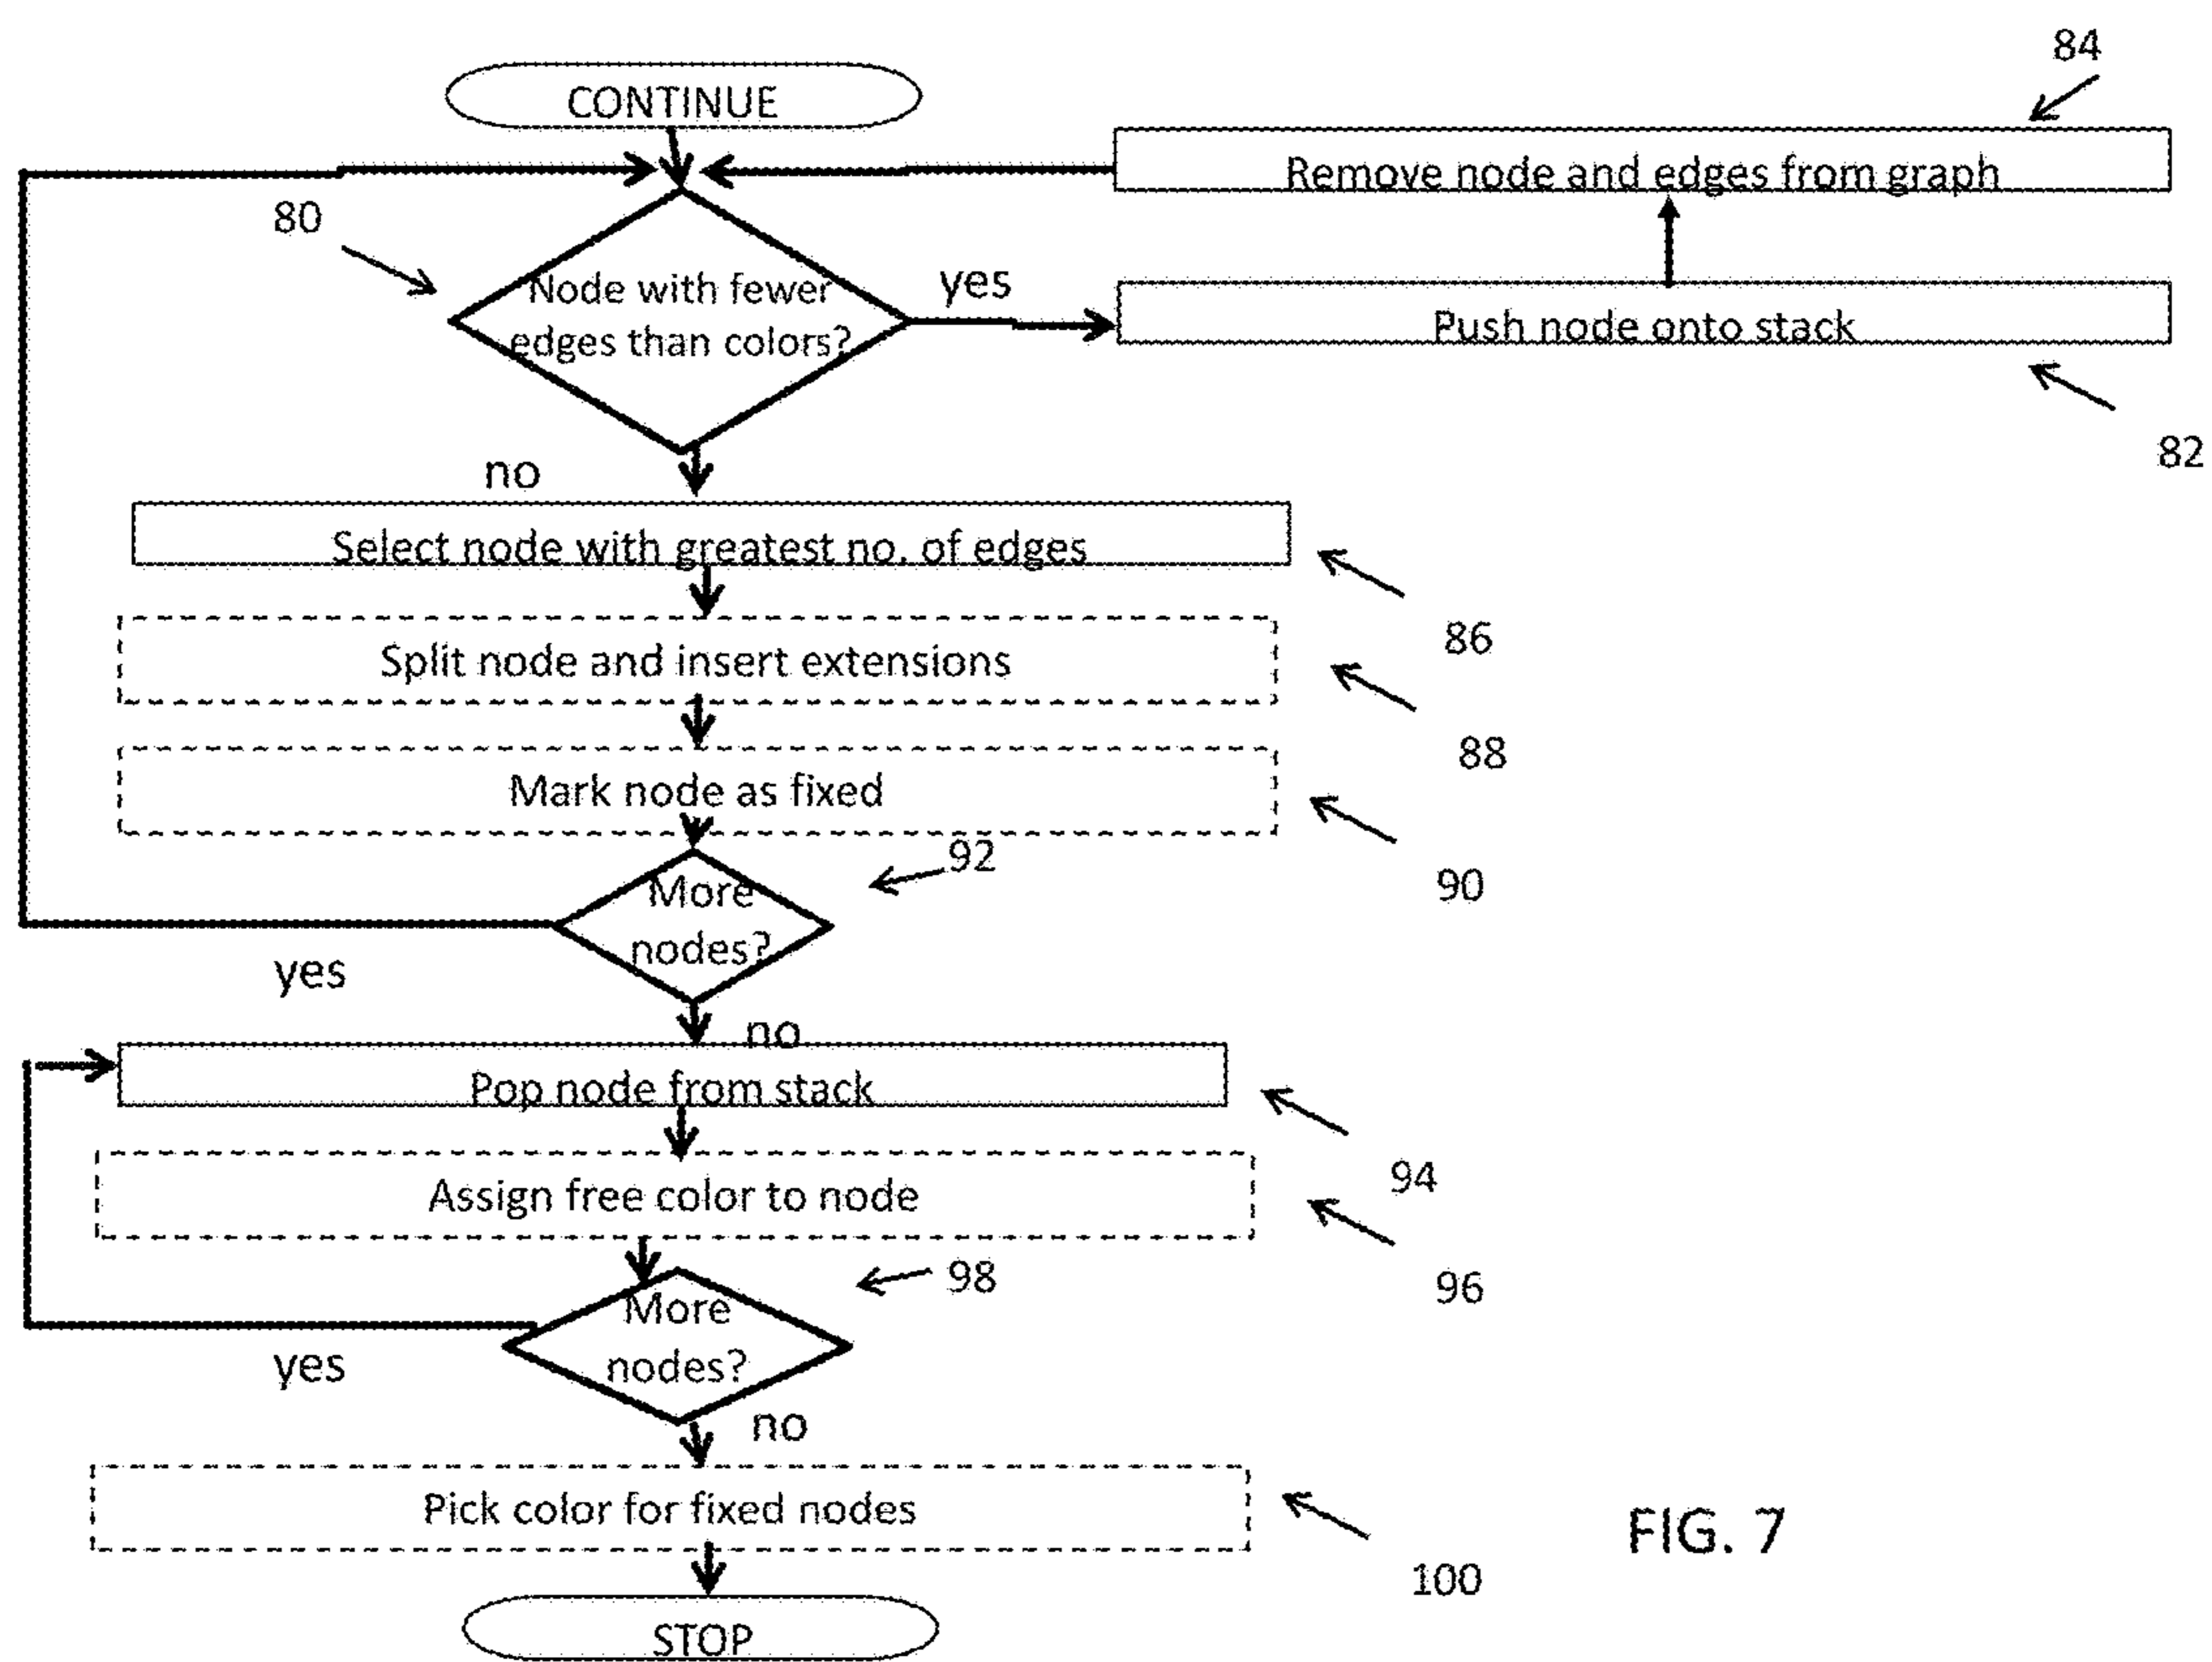 84
CONTINUE
Remove node and edges from graph
80
Node with fewer
edges than colors?
yes
Push node onto stack
82
no
Select node with greatest no. of edges
86
Split node and insert extensions
88
Mark node as fixed
90
92
More
nodes?
yes
no
Pop node from stack
94
Assign free color to node
96
98
More
nodes?
yes
no
Pick color for fixed nodes
100
FIG. 7
STOP